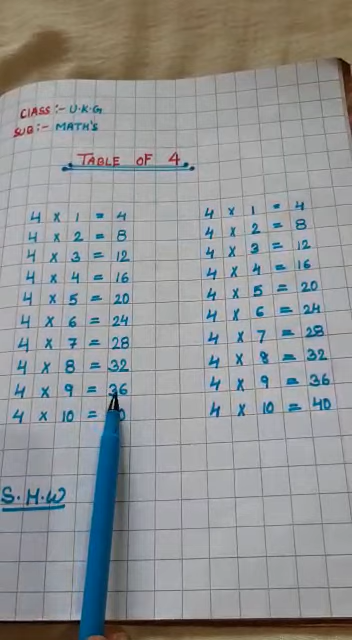 CLASS :- U.K.G
SUB :- MATH'S
TABLE OF 4
4 × 1 = 4
4 × 2 = 8
4 × 3 = 12
4 × 4 = 16
4 × 5 = 20
4 × 6 = 24
4 × 7 = 28
4 × 8 = 32
4 × 9 = 36
4 × 10 =
4 × 1 = 4
4 × 2 = 8
4 × 3 = 12
4 × 4 = 16
4 × 5 = 20
4 × 6 = 24
4 × 7 = 28
4 × 8 = 32
4 × 9 = 36
4 × 10 = 40
S.H.W